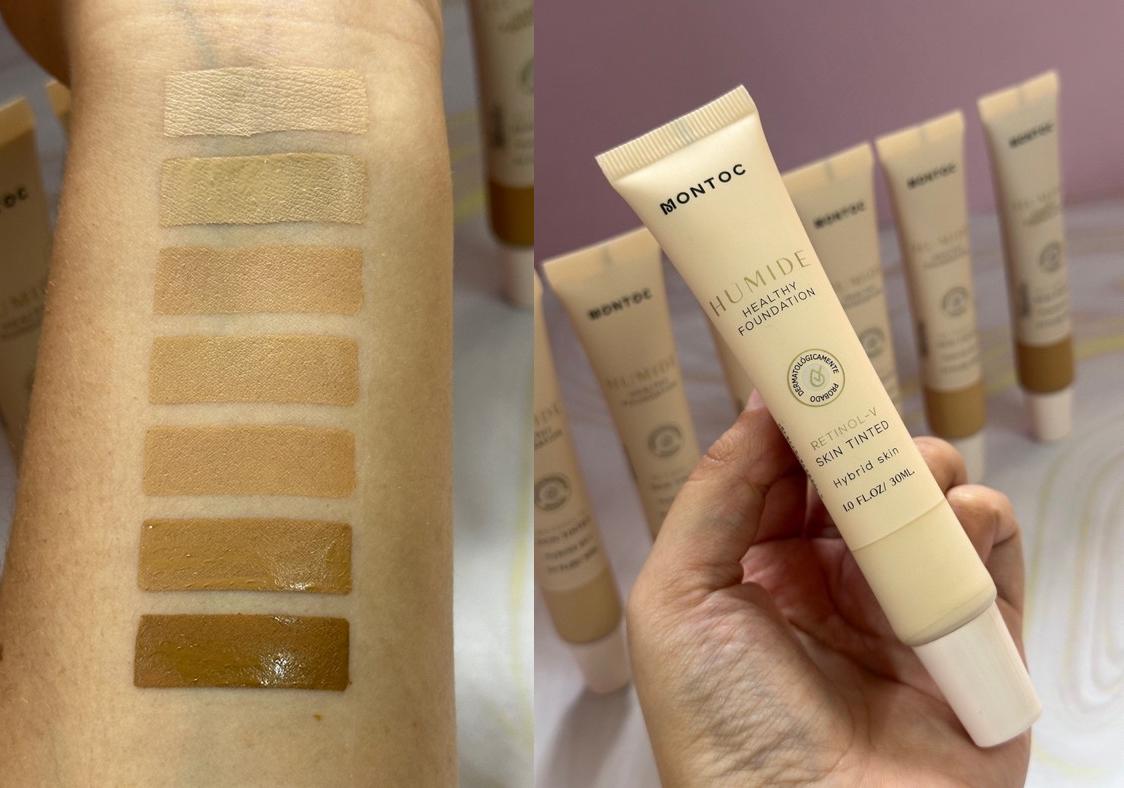 MONTOC
HUMIDE
HEALTHY
FOUNDATION
DERMATOLÓGICAMENTE PROBADO
RETINOL-V
SKIN TINTED
Hybrid skin
1.0 FL.OZ/ 30ML.
MONTOC
HUMIDE
MONTOC
MONTOC
MONTOC